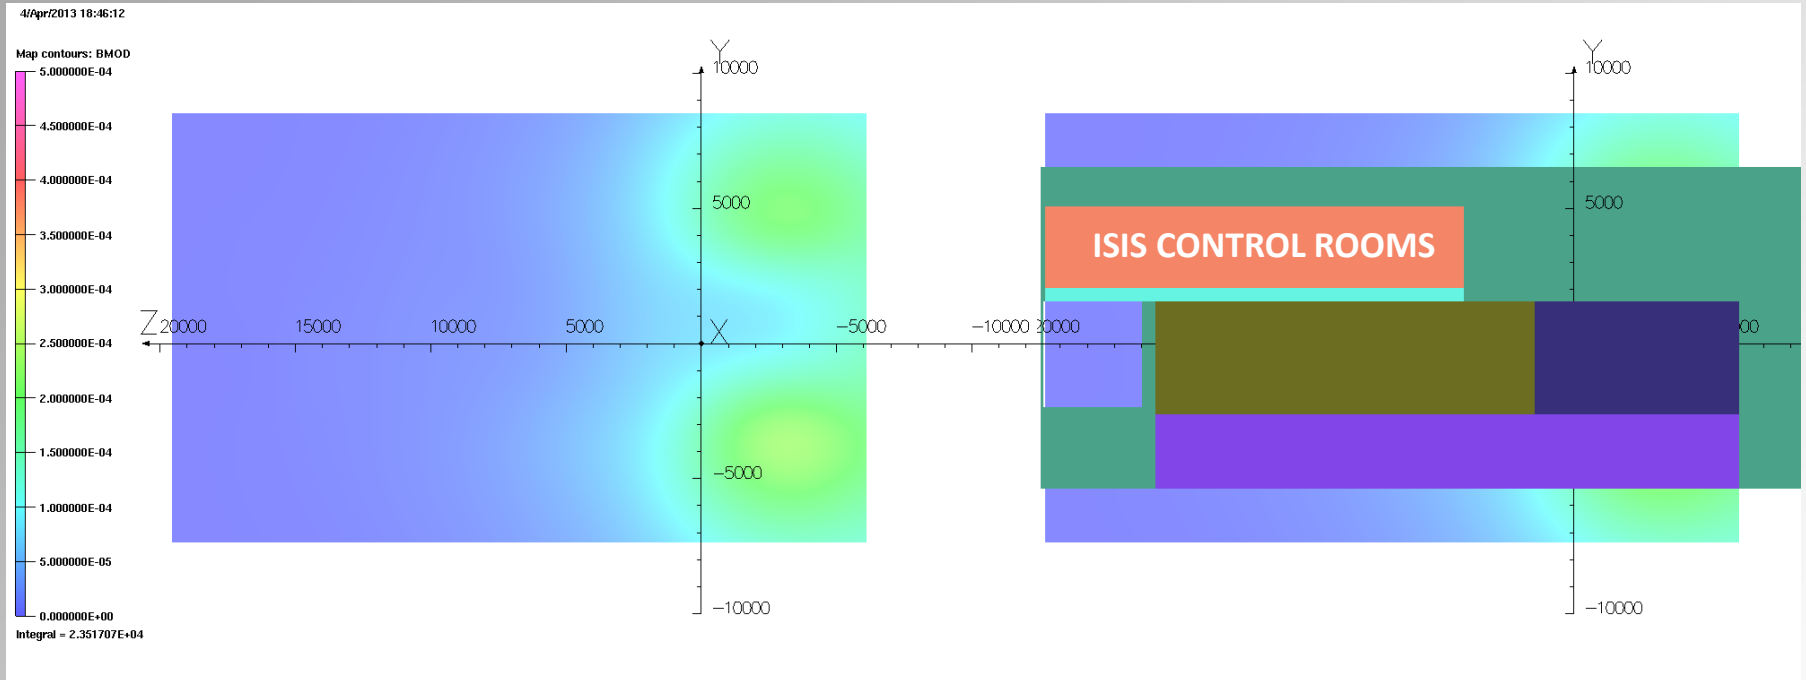 4/Apr/2013 18:46:12
Map contours: BMOD
5.000000E-04
4.500000E-04
4.000000E-04
3.500000E-04
3.000000E-04
2.500000E-04
2.000000E-04
1.500000E-04
1.000000E-04
5.000000E-05
0.000000E+00
Integral = 2.351707E+04
Y
10000
5000
Z 20000 15000 10000 5000 X -5000 -10000
-5000
-10000
Y
10000
5000
ISIS CONTROL ROOMS
-10000